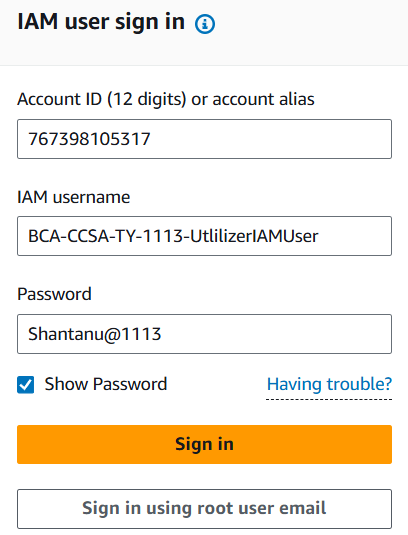 IAM user sign in
Account ID (12 digits) or account alias
767398105317
IAM username
BCA-CCSA-TY-1113-UtlilizerIAMUser
Password
Shantanu@1113
Show Password
Having trouble?
Sign in
Sign in using root user email